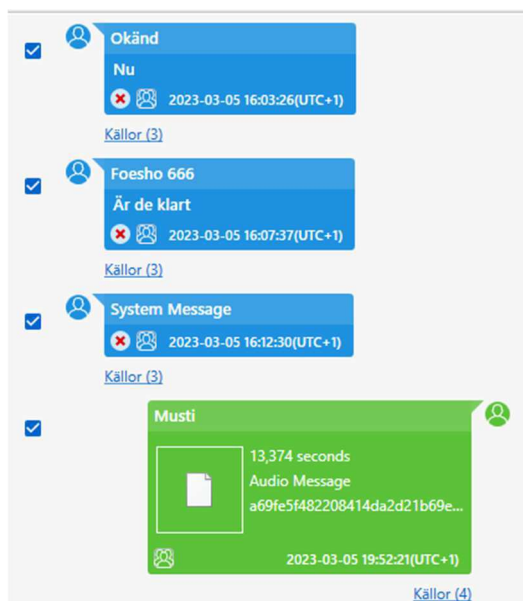 Okänd
Nu
2023-03-05 16:03:26(UTC+1)
Källor (3)
Foesho 666
Är de klart
2023-03-05 16:07:37(UTC+1)
Källor (3)
System Message
2023-03-05 16:12:30(UTC+1)
Källor (3)
Musti
13,374 seconds
Audio Message
a69fe5f482208414da2d21b69e...
2023-03-05 19:52:21(UTC+1)
Källor (4)